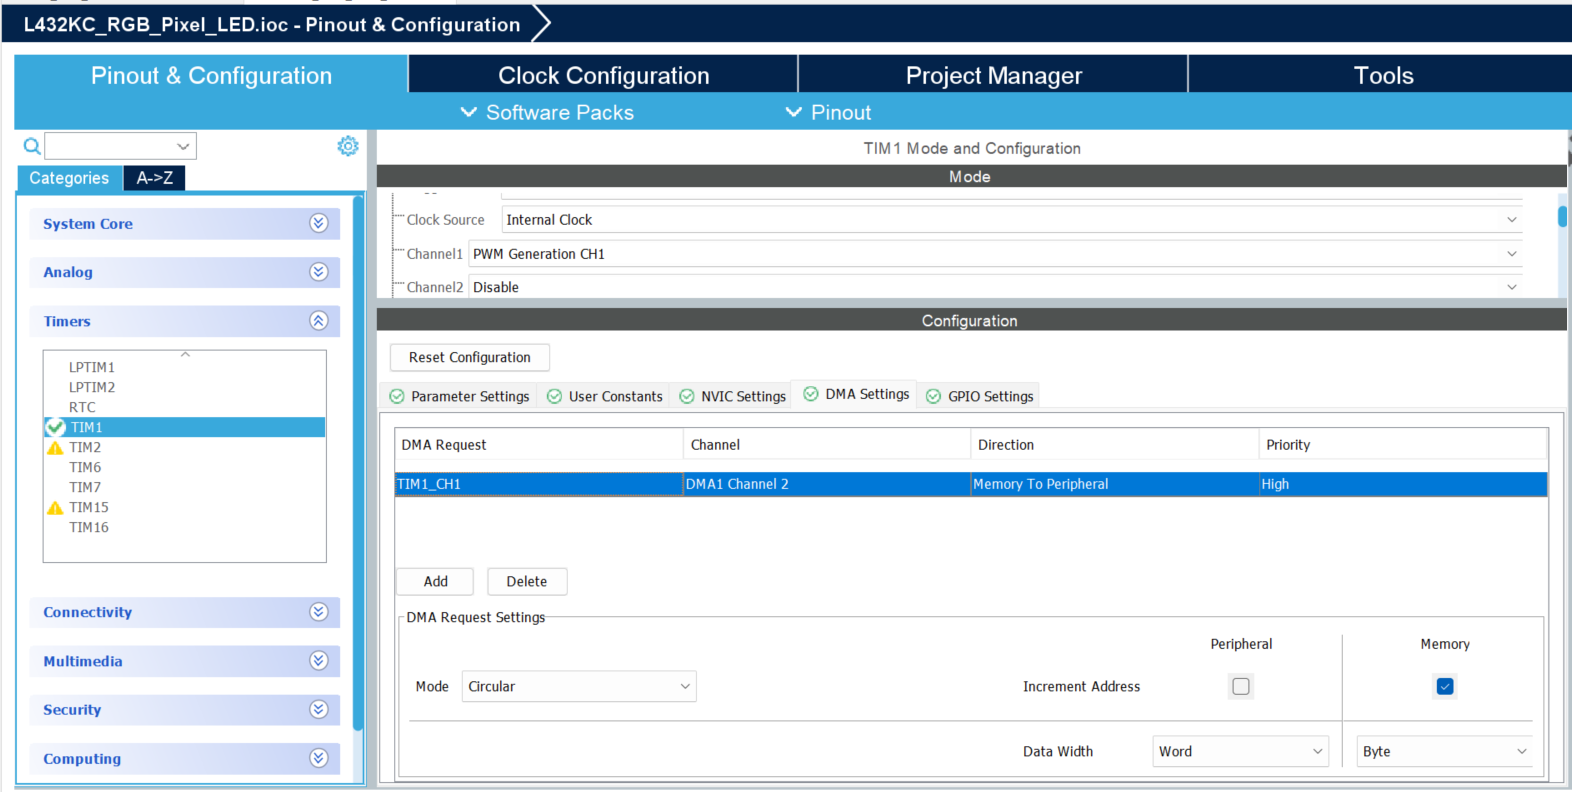 L432KC_RGB_Pixel_LED.ioc - Pinout & Configuration
Pinout & Configuration
Clock Configuration
Project Manager
Tools
Software Packs
Pinout
TIM1 Mode and Configuration
Categories
A->Z
Mode
System Core
Analog
Timers
LPTIM1
LPTIM2
RTC
TIM1
TIM2
TIM6
TIM7
TIM15
TIM16
Connectivity
Multimedia
Security
Computing
Clock Source Internal Clock
Channel1 PWM Generation CH1
Channel2 Disable
Configuration
Reset Configuration
Parameter Settings
User Constants
NVIC Settings
DMA Settings
GPIO Settings
DMA Request Channel Direction Priority
TIM1_CH1 DMA1 Channel 2 Memory To Peripheral High
Add
Delete
DMA Request Settings
Peripheral Memory
Mode Circular
Increment Address
Data Width Word Byte